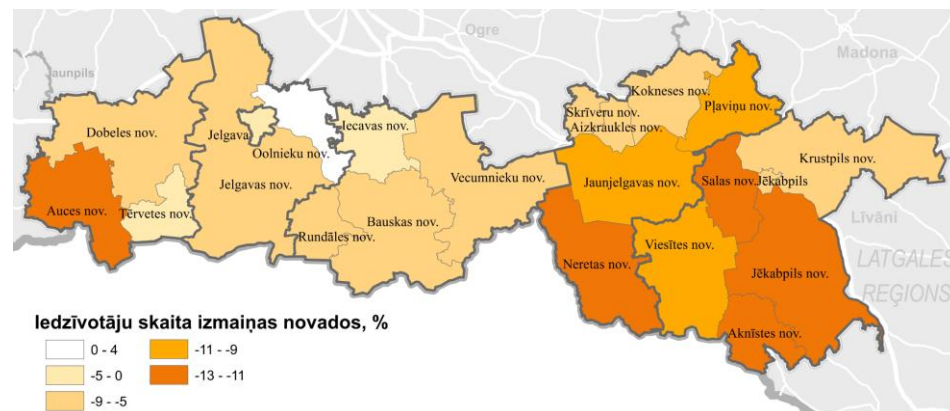 Ogre
Madona
Jaunpils
Kokneses nov.
Pļaviņu nov.
Skrīveru nov.
Aizkraukles nov.
Dobeles nov.
Jelgava
Iecavas nov.
Oolnieku nov.
Krustpils nov.
Jelgavas nov.
Vecumnieku nov.
Jaunjelgavas nov.
Salas nov.
Jēkabpils
Auces nov.
Tērvetes nov.
Bauskas nov.
Līvāni
Rundāles nov.
Viesītes nov.
Neretas nov.
Jēkabpils nov.
LATGALES
REĢIONS
Aknīstes nov.
Iedzīvotāju skaita izmaiņas novados, %
0 - 4
-11 - -9
-5 - 0
-13 - -11
-9 - -5